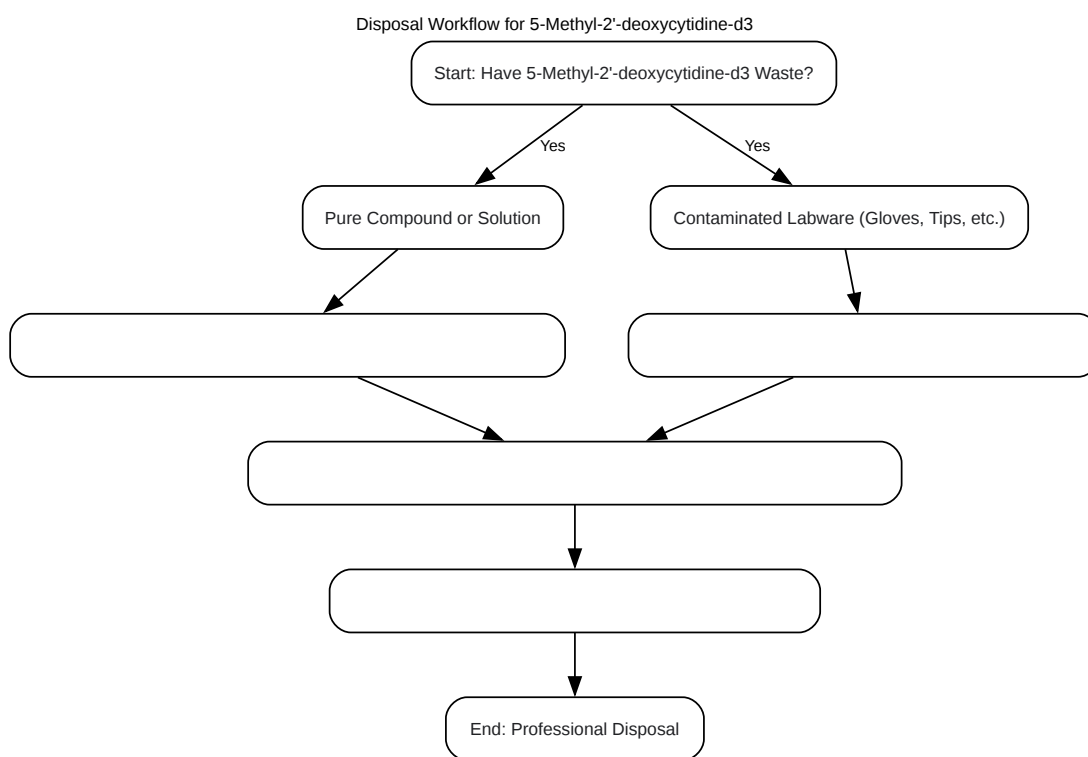 Disposal Workflow for 5-Methyl-2'-deoxycytidine-d3
Start: Have 5-Methyl-2'-deoxycytidine-d3 Waste?
Yes
Yes
Pure Compound or Solution
Contaminated Labware (Gloves, Tips, etc.)
End: Professional Disposal